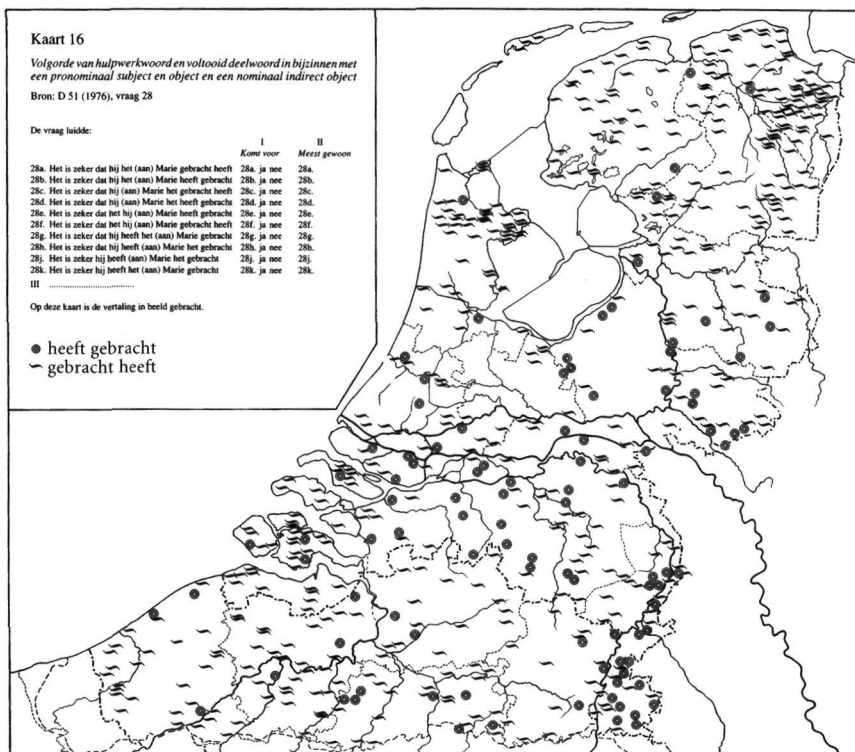 Kaart 16
Volgorde van hulpwerkwoord en voltooid deelwoord in bijzinnen met
een pronominaal subject en object en een nominaal indirect object
Bron: D 51 (1976), vraag 28
De vraag luidde:
I II
Komt voor Meest gewoon
28a. Het is zeker dat hij het (aan) Marie gebracht heeft 28a. ja nee 28a.
28b. Het is zeker dat hij het (aan) Marie heeft gebracht 28b. ja nee 28b.
28c. Het is zeker dat hij (aan) Marie het gebracht heeft 28c. ja nee 28c.
28d. Het is zeker dat hij (aan) Marie het heeft gebracht 28d. ja nee 28d.
28e. Het is zeker dat het hij (aan) Marie gebracht heeft 28e. ja nee 28e.
28f. Het is zeker dat het hij (aan) Marie heeft gebracht 28f. ja nee 28f.
28g. Het is zeker dat hij heeft het (aan) Marie gebracht 28g. ja nee 28g.
28h. Het is zeker dat hij heeft (aan) Marie het gebracht 28h. ja nee 28h.
28j. Het is zeker hij heeft (aan) Marie het gebracht 28j. ja nee 28j.
28k. Het is zeker hij heeft het (aan) Marie gebracht 28k. ja nee 28k.
III ..............................
Op deze kaart is de vertaling in beeld gebracht.
heeft gebracht
gebracht heeft